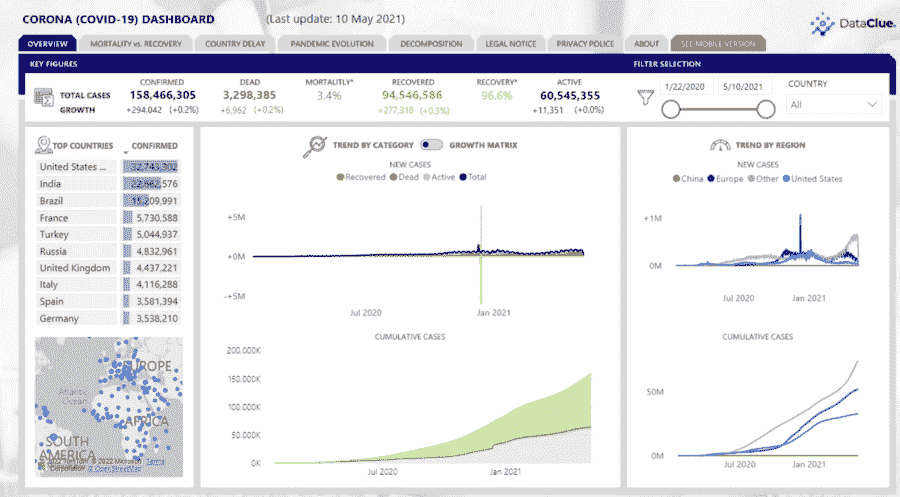 CORONA (COVID-19) DASHBOARD (Last update: 10 May 2021)
DataClue.
OVERVIEW MORTALITY vs. RECOVERY COUNTRY DELAY PANDEMIC EVOLUTION DECOMPOSITION LEGAL NOTICE PRIVACY POLICE ABOUT SEE MOBILE VERSION
KEY FIGURES FILTER SELECTION
CONFIRMED DEAD MORTALITLY* RECOVERED RECOVERY* ACTIVE
TOTAL CASES 158,466,305 3,298,385 3.4% 94,546,586 96.6% 60,545,355
GROWTH +294,042 (+0.2%) +6,962 (+0.2%) +277,318 (+0.3%) +11,351 (+0.0%)
1/22/2020 5/10/2021
COUNTRY
All
TOP COUNTRIES CONFIRMED
United States ... 32,743,302
India 22,662,576
Brazil 15,209,991
France 5,730,588
Turkey 5,044,937
Russia 4,832,961
United Kingdom 4,437,221
Italy 4,116,288
Spain 3,581,394
Germany 3,538,210
EUROPE
Atlantic
Ocean
AFRICA
SOUTH
AMERICA
© 2022 TomTom, © 2022 Microsoft Terms
Corporation © OpenStreetMap
TREND BY CATEGORY GROWTH MATRIX
NEW CASES
Recovered Dead Active Total
+5M
+0M
-+5M
Jul 2020 Jan 2021
CUMULATIVE CASES
200.000K
150.000K
100.000K
50.000K
0K
Jul 2020 Jan 2021
TREND BY REGION
NEW CASES
China Europe Other United States
+1M
0M
Jul 2020 Jan 2021
CUMULATIVE CASES
50M
0M
Jul 2020 Jan 2021